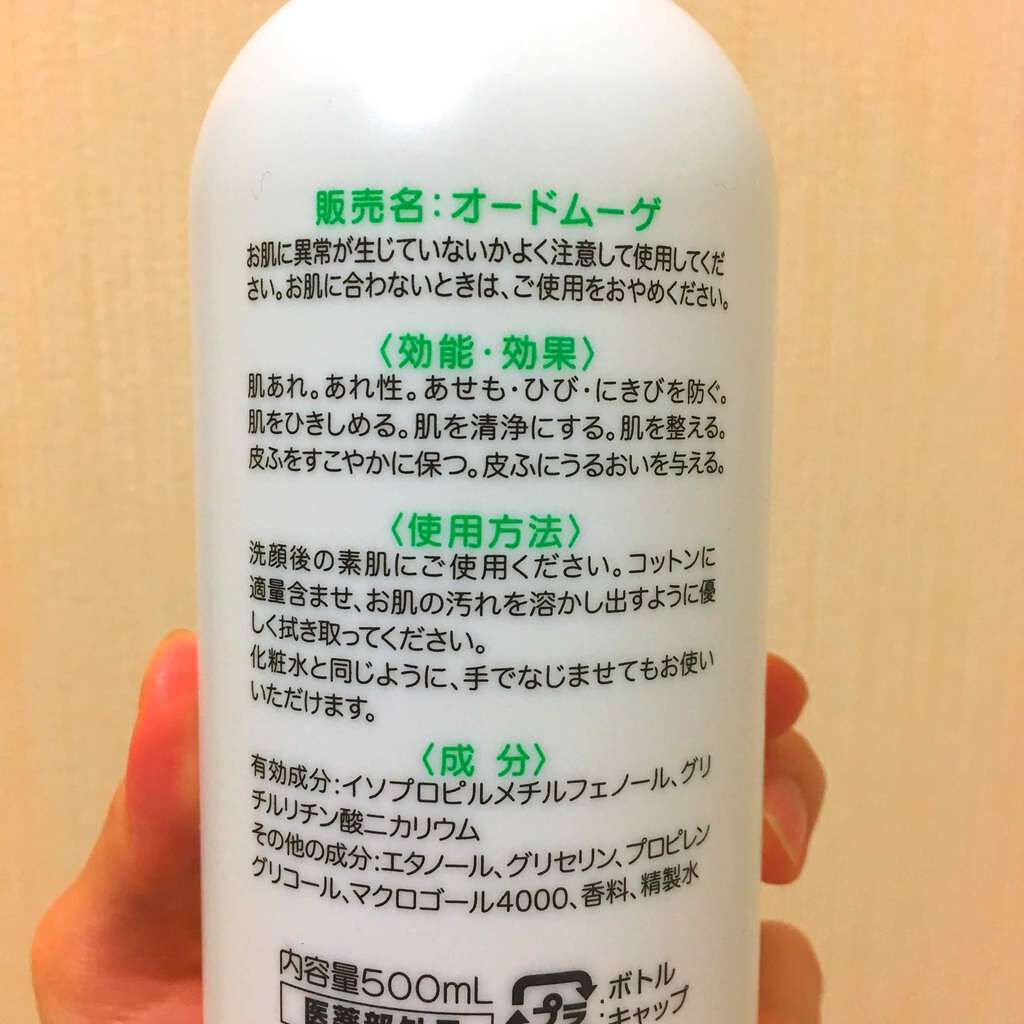 販売名:オードムーゲ
お肌に異常が生じていないかよく注意して使用してくだ
さい。お肌に合わないときは、ご使用をおやめください。
〈効能・効果〉
肌あれ。あれ性。あせも・ひび・にきびを防ぐ。
肌をひきしめる。肌を清浄にする。肌を整える。
皮ふをすこやかに保つ。皮ふにうるおいを与える。
〈使用方法〉
洗顔後の素肌にご使用ください。コットンに
適量含ませ、お肌の汚れを溶かし出すように優
しく拭き取ってください。
化粧水と同じように、手でなじませてもお使い
いただけます。
〈成 分〉
有効成分:イソプロピルメチルフェノール、グリ
チルリチン酸二カリウム
その他の成分:エタノール、グリセリン、プロピレン
グリコール、マクロゴール4000、香料、精製水
内容量500mL
医薬部外品
プラ
:ボトル
:キャップ